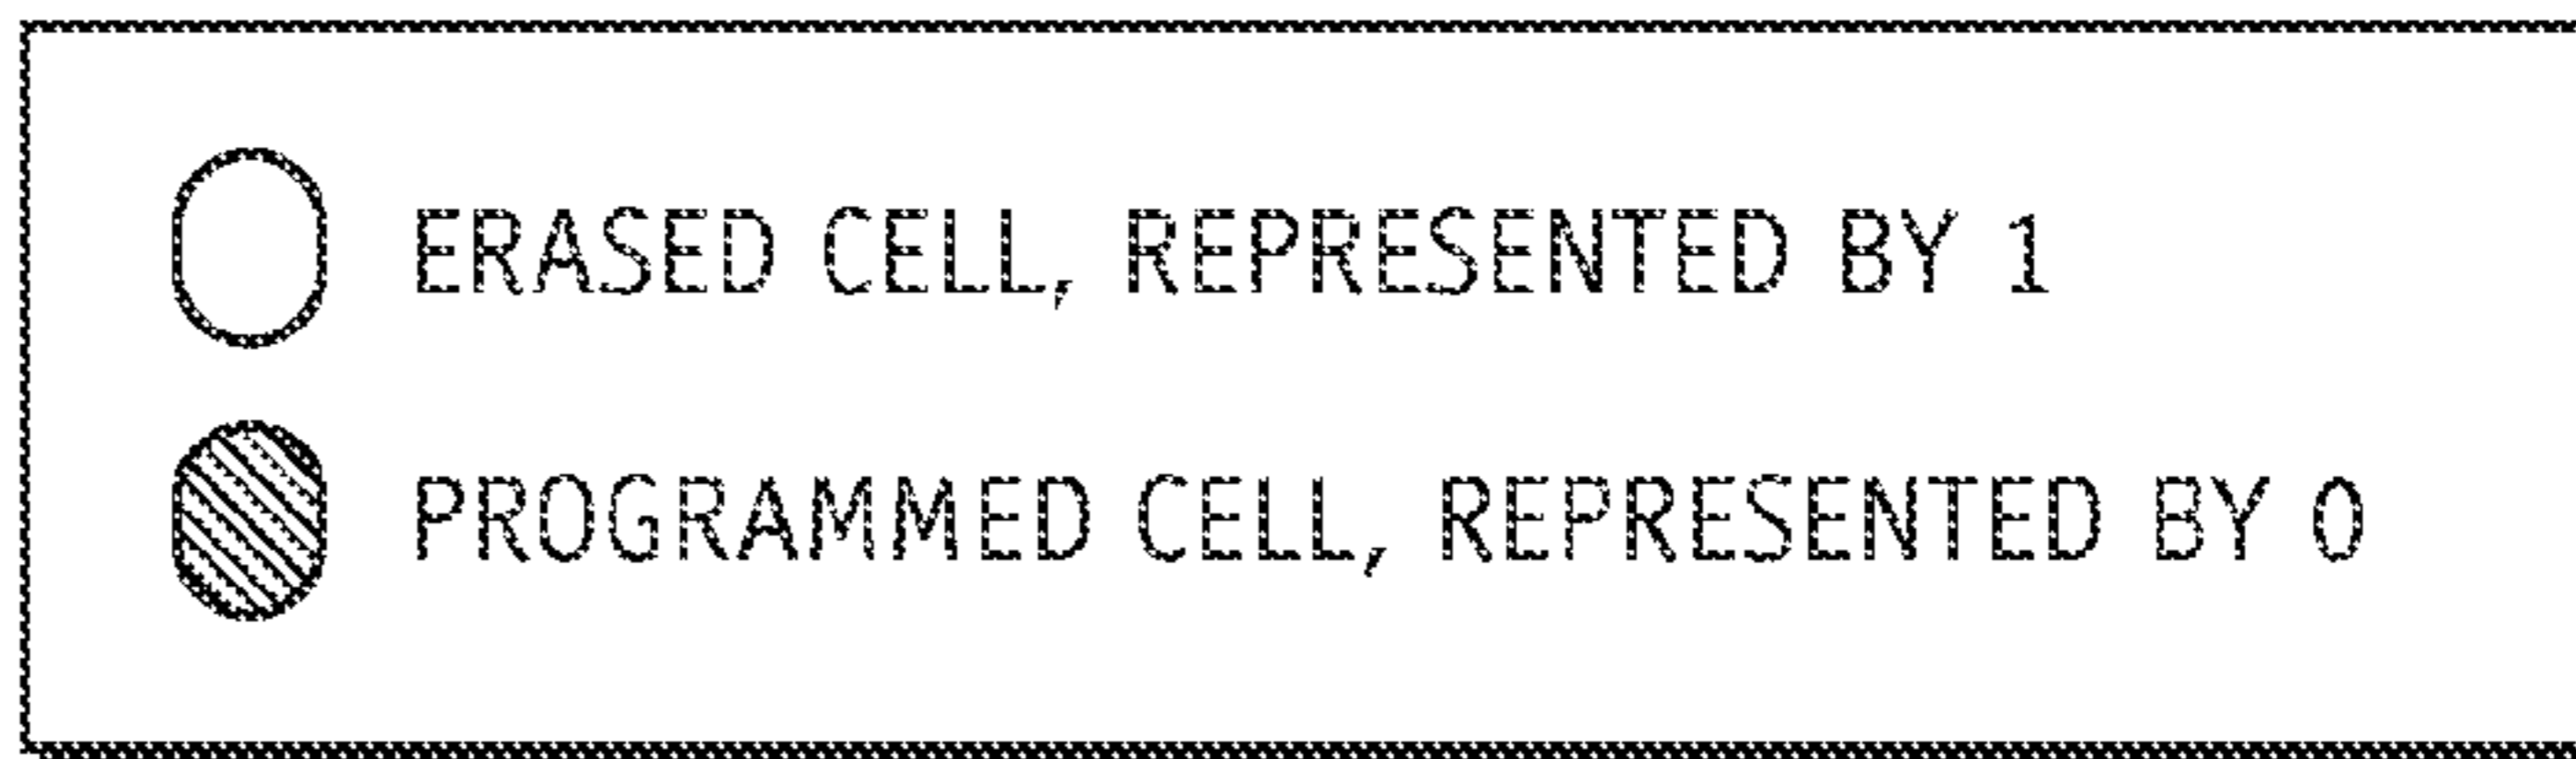 ERASED CELL, REPRESENTED BY 1
PROGRAMMED CELL, REPRESENTED BY 0